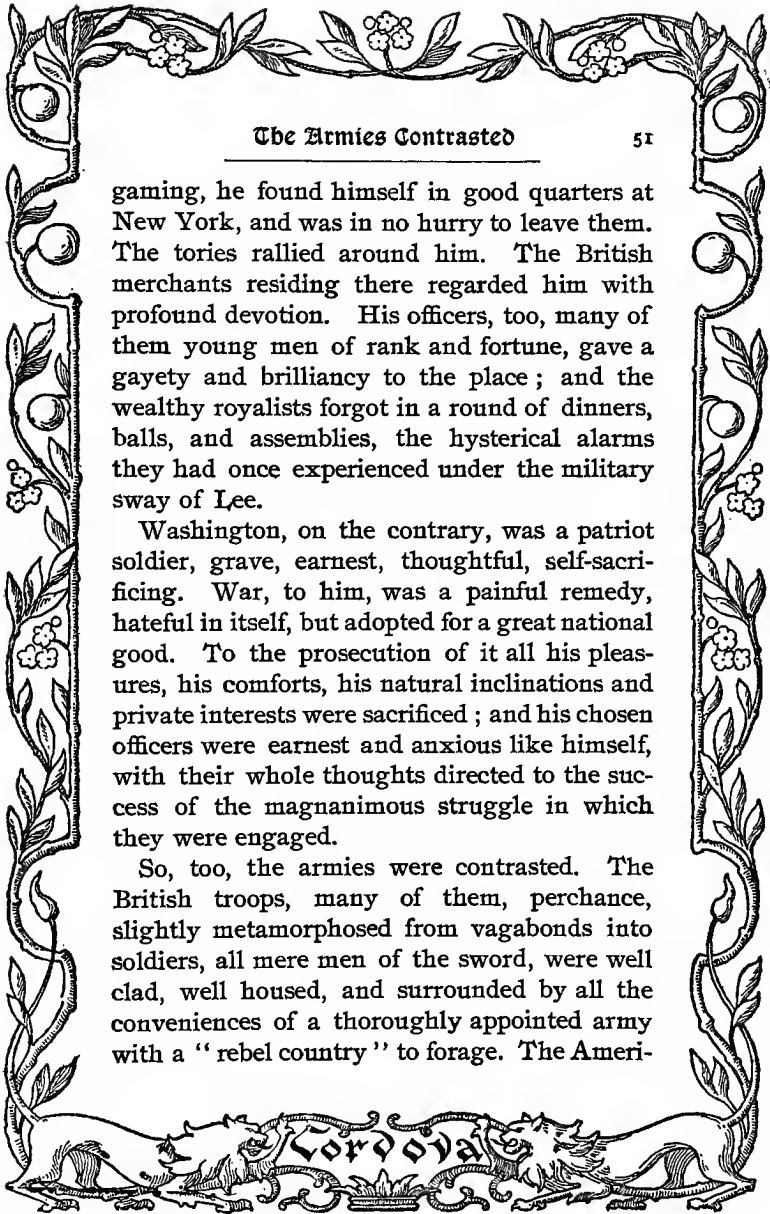 The Armies Contrasted 51
gaming, he found himself in good quarters at
New York, and was in no hurry to leave them.
The tories rallied around him. The British
merchants residing there regarded him with
profound devotion. His officers, too, many of
them young men of rank and fortune, gave a
gayety and brilliancy to the place ; and the
wealthy royalists forgot in a round of dinners,
balls, and assemblies, the hysterical alarms
they had once experienced under the military
sway of Lee.
Washington, on the contrary, was a patriot
soldier, grave, earnest, thoughtful, self-sacri-
ficing. War, to him, was a painful remedy,
hateful in itself, but adopted for a great national
good. To the prosecution of it all his pleas-
ures, his comforts, his natural inclinations and
private interests were sacrificed ; and his chosen
officers were earnest and anxious like himself,
with their whole thoughts directed to the suc-
cess of the magnanimous struggle in which
they were engaged.
So, too, the armies were contrasted. The
British troops, many of them, perchance,
slightly metamorphosed from vagabonds into
soldiers, all mere men of the sword, were well
clad, well housed, and surrounded by all the
conveniences of a thoroughly appointed army
with a " rebel country " to forage. The Ameri-
Cordova